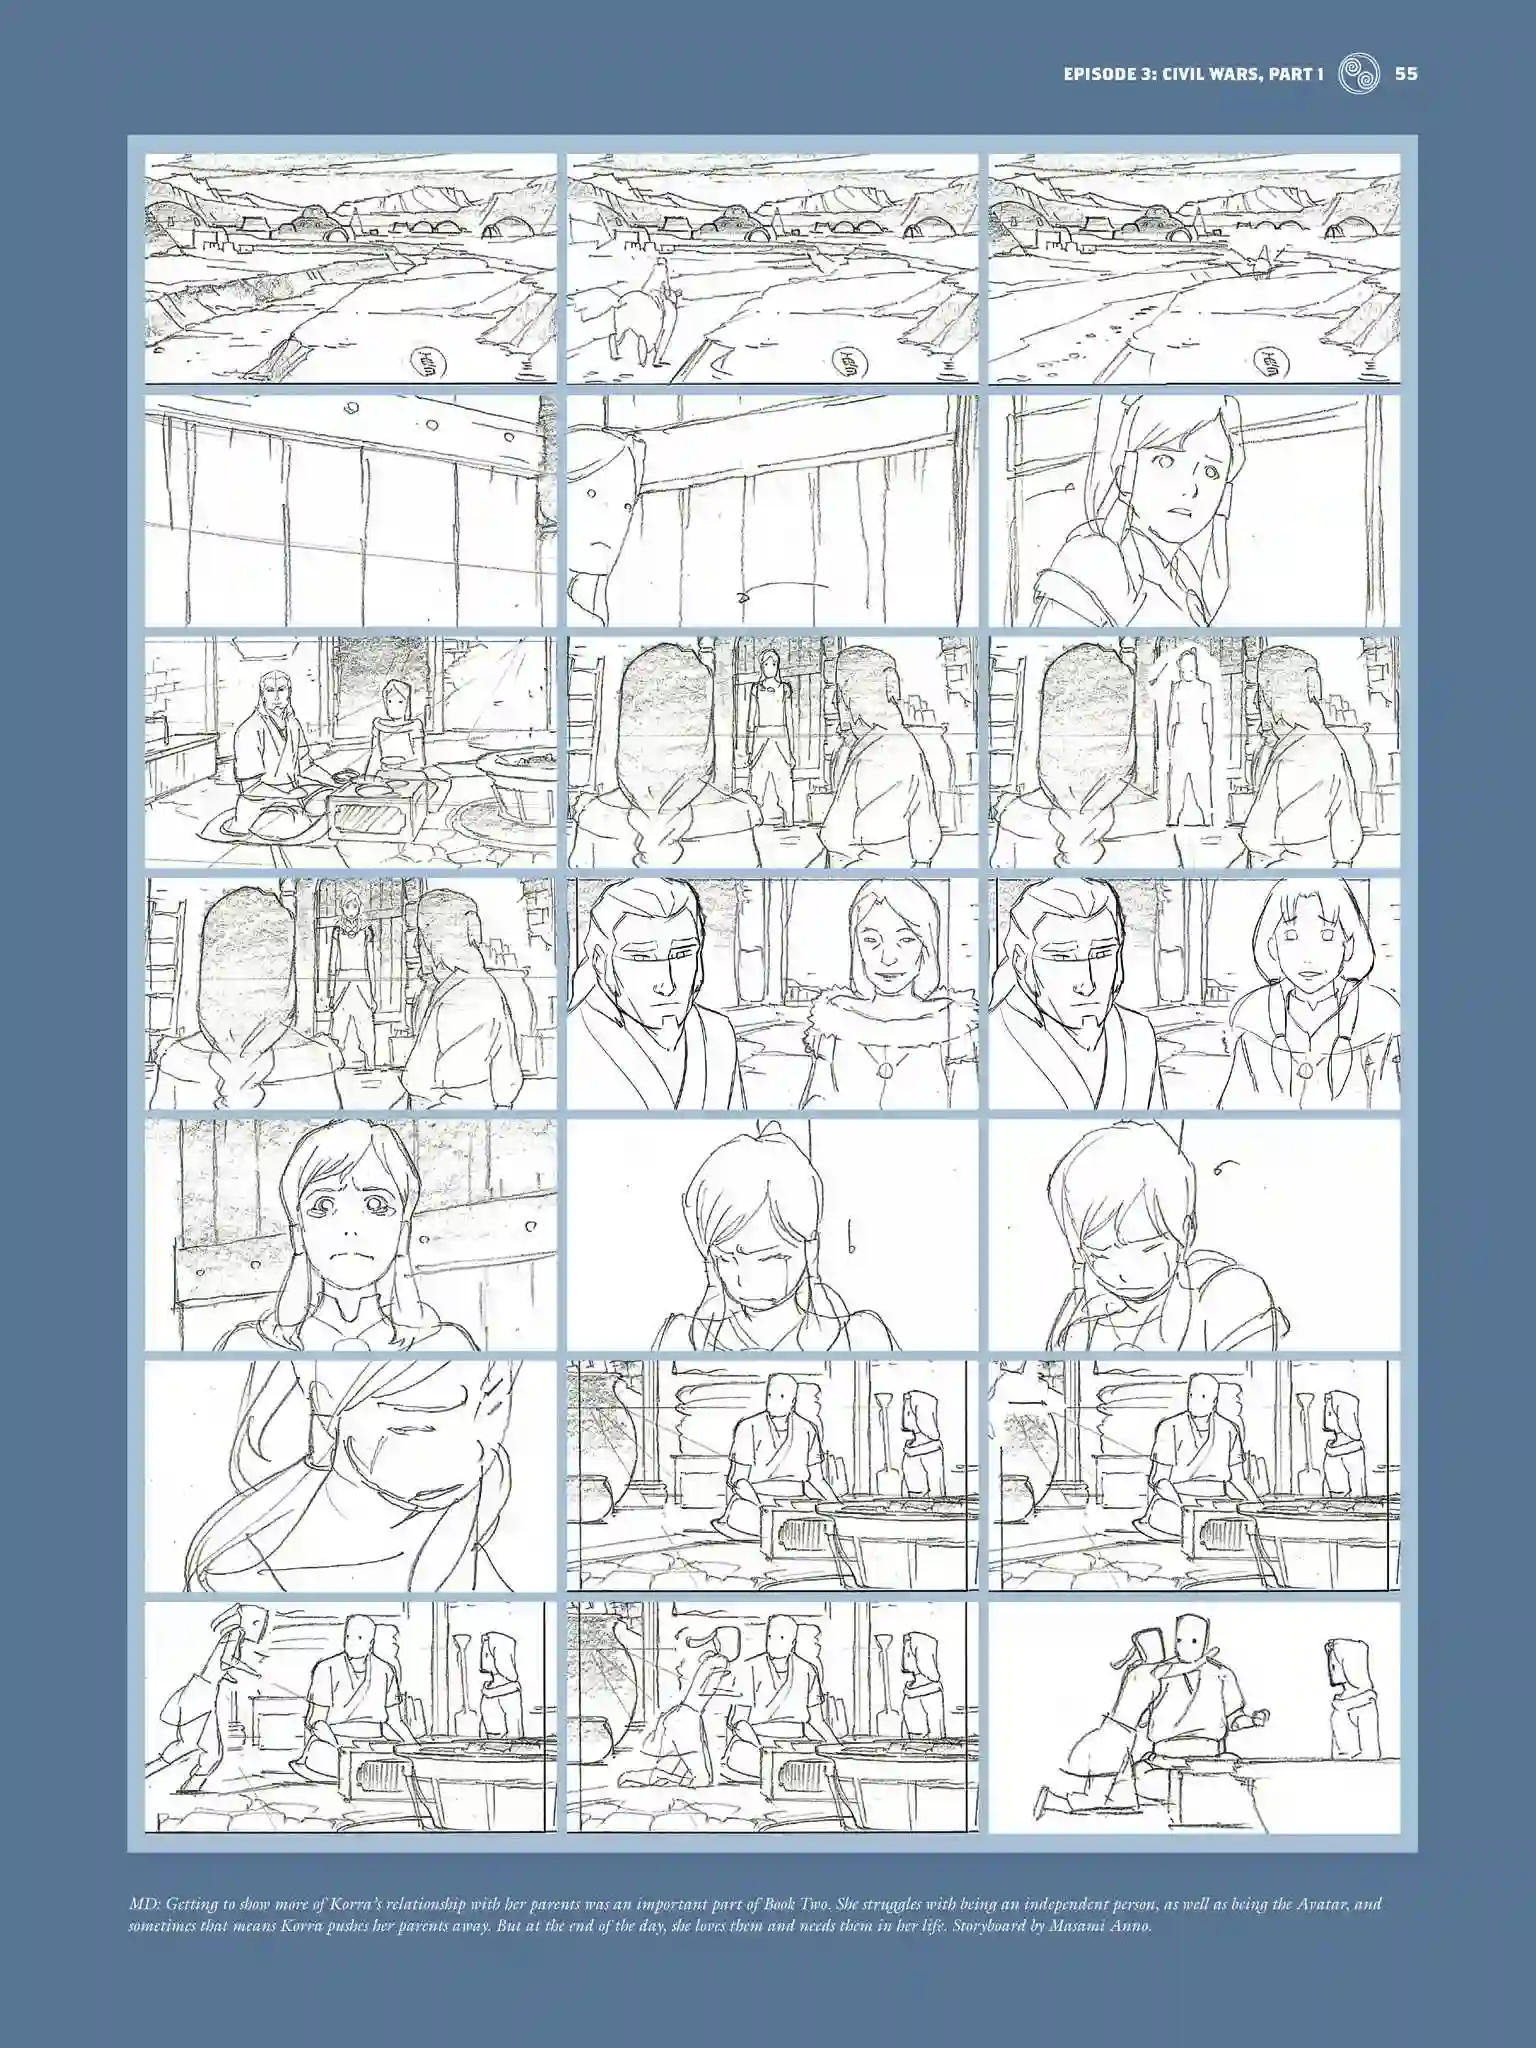 EPISODE 3: CIVIL WARS, PART 1 55
MD: Getting to show more of Korra's relationship with her parents was an important part of Book Two. She struggles with being an independent person, as well as being the Avatar, and
sometimes that means Korra pushes her parents away. But at the end of the day, she loves them and needs them in her life. Storyboard by Masami Anno.